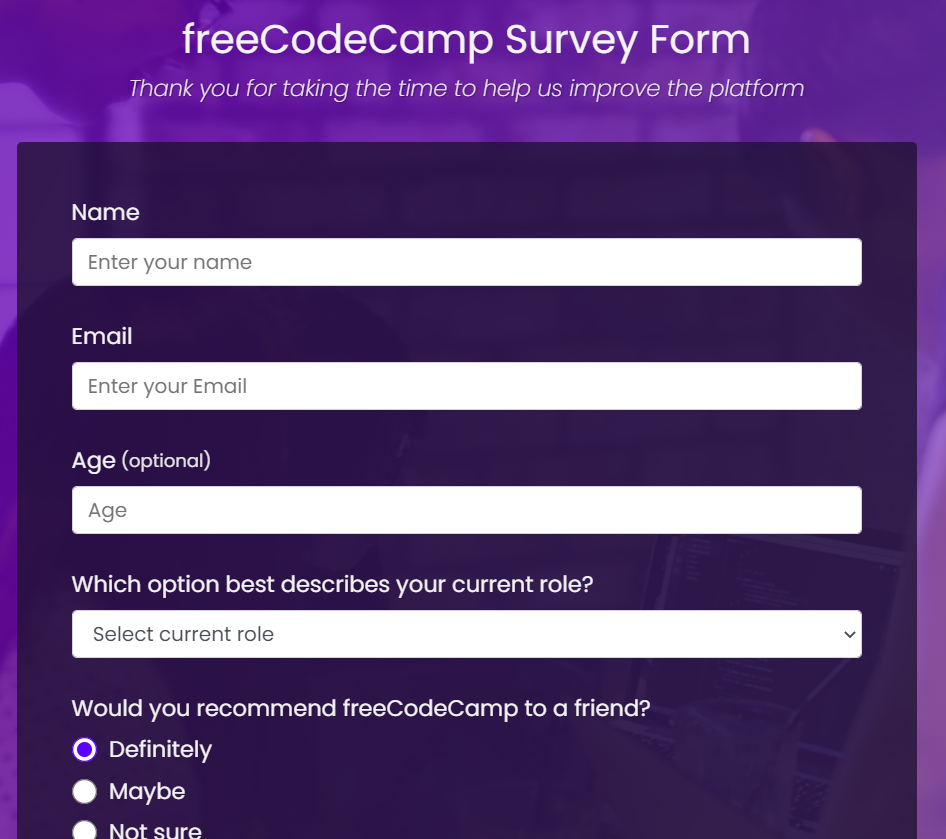 freeCodeCamp Survey Form
Thank you for taking the time to help us improve the platform
Name
Enter your name
Email
Enter your Email
Age (optional)
Age
Which option best describes your current role?
Select current role
Would you recommend freeCodeCamp to a friend?
Definitely
Maybe
Not sure